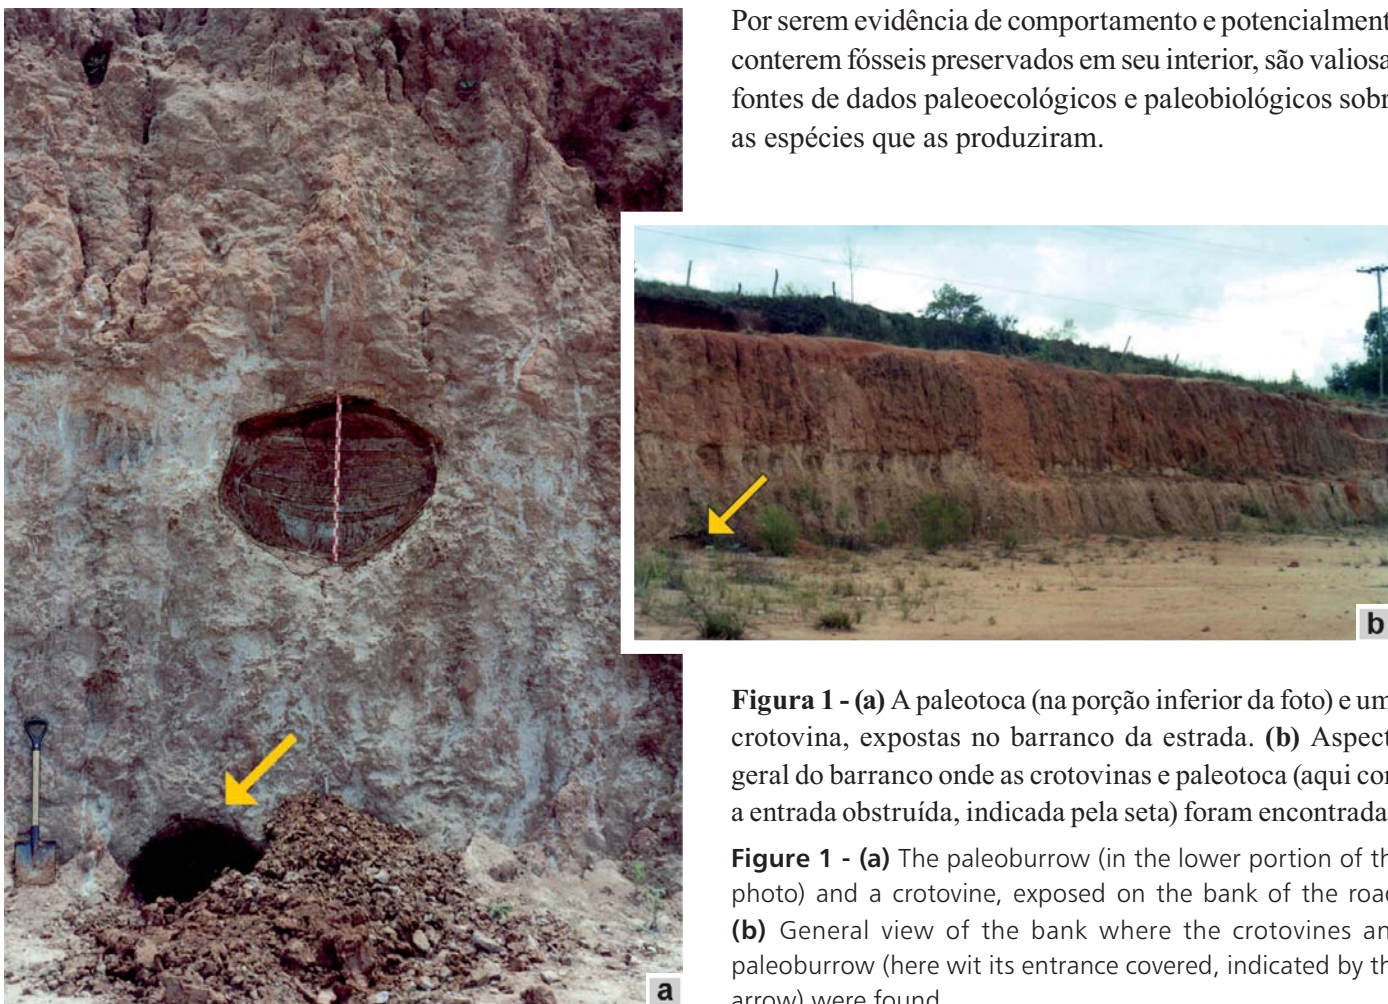 Por serem evidência de comportamento e potencialment
conterem fósseis preservados em seu interior, são valiosa
fontes de dados paleoecológicos e paleobiológicos sobr
as espécies que as produziram.
b
Figura 1 - (a) A paleotoca (na porção inferior da foto) e um
crotovina, expostas no barranco da estrada. (b) Aspect
geral do barranco onde as crotovinas e paleotoca (aqui co
a entrada obstruída, indicada pela seta) foram encontrada
Figure 1 - (a) The paleoburrow (in the lower portion of th
photo) and a crotovine, exposed on the bank of the road
(b) General view of the bank where the crotovines an
paleoburrow (here wit its entrance covered, indicated by th
arrow) were found
a